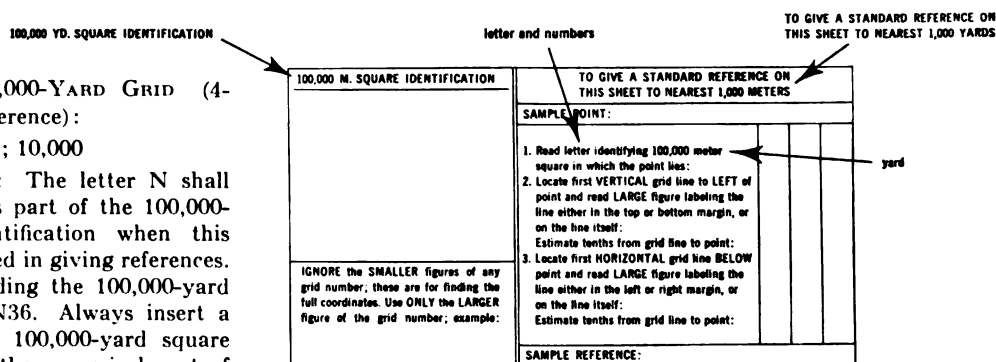 TO GIVE A STANDARD REFERENCE ON
THIS SHEET TO NEAREST 1,000 YARDS
100,000 YD. SQUARE IDENTIFICATION
letter and numbers
,000-YARD GRID (4-
erence):
; 10,000
: The letter N shall
s part of the 100,000-
ntification when this
ed in giving references.
ding the 100,000-yard
N36. Always insert a
100,000-yard square
100,000 M. SQUARE IDENTIFICATION
IGNORE the SMALLER figures of any
grid number; these are for finding the
full coordinates. Use ONLY the LARGER
figure of the grid number; example:
TO GIVE A STANDARD REFERENCE ON
THIS SHEET TO NEAREST 1,000 METERS
SAMPLE POINT:
1. Read letter identifying 100,000 meter
square in which the point lies:
2. Locate first VERTICAL grid line to LEFT of
point and read LARGE figure labeling the
line either in the top or bottom margin, or
on the line itself:
Estimate tenths from grid line to point:
3. Locate first HORIZONTAL grid line BELOW
point and read LARGE figure labeling the
line either in the left or right margin, or
on the line itself:
Estimate tenths from grid line to point:
SAMPLE REFERENCE:
yard